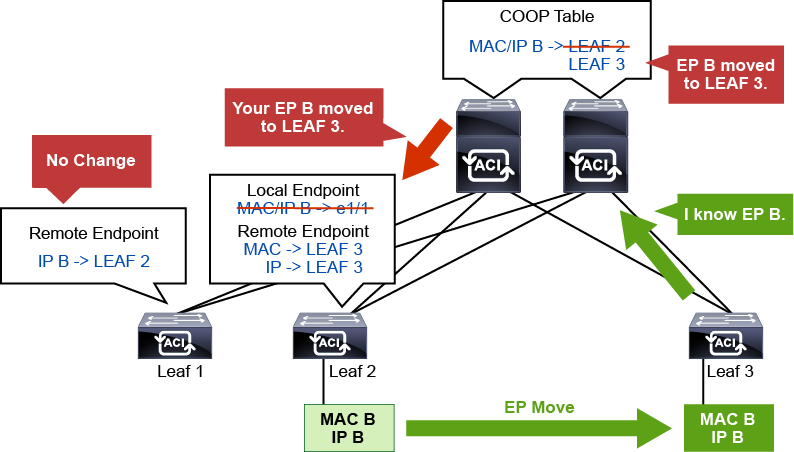 COOP Table
MAC/IP B -> LEAF 2
LEAF 3
EP B moved
to LEAF 3.
Your EP B moved
to LEAF 3.
No Change
Local Endpoint
MAC/IP B -> e1/1
Remote Endpoint
MAC -> LEAF 3
IP -> LEAF 3
Remote Endpoint
IP B -> LEAF 2
ACI
ACI
I know EP B.
ACI
ACI
ACI
Leaf 1
Leaf 2
Leaf 3
MAC B
IP B
EP Move
MAC B
IP B